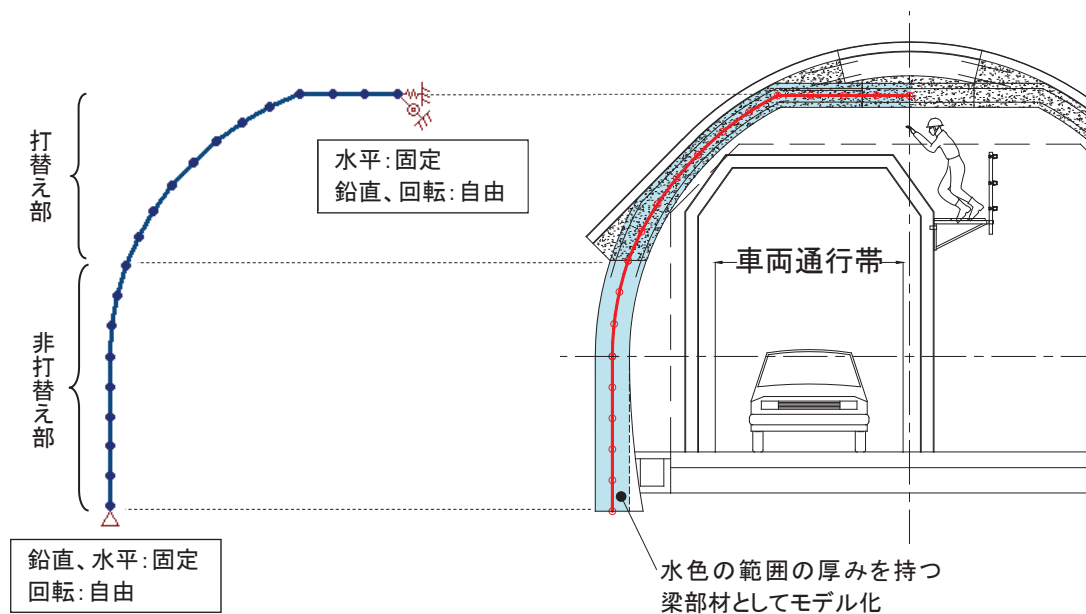 打替え部
水平：固定
鉛直、回転：自由
車両通行帯
非打替え部
鉛直、水平：固定
回転：自由
水色の範囲の厚みを持つ
梁部材としてモデル化